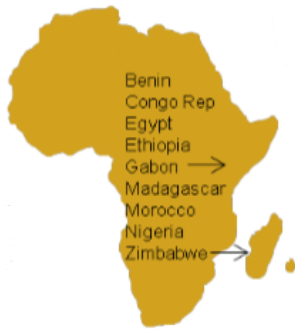 Benin
Congo Rep
Egypt
Ethiopia
Gabon
Madagascar
Morocco
Nigeria
Zimbabwe